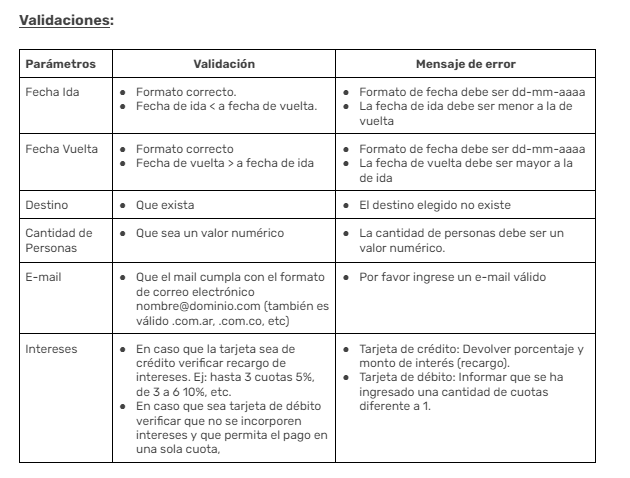 Validaciones:
Parámetros Validación Mensaje de error
Fecha Ida
● Formato correcto.
● Fecha de ida < a fecha de vuelta.
● Formato de fecha debe ser dd-mm-aaaa
● La fecha de ida debe ser menor a la de
vuelta
Fecha Vuelta
● Formato correcto
● Fecha de vuelta > a fecha de ida
● Formato de fecha debe ser dd-mm-aaaa
● La fecha de vuelta debe ser mayor a la
de ida
Destino
● Que exista
● El destino elegido no existe
Cantidad de
Personas
● Que sea un valor numérico
● La cantidad de personas debe ser un
valor numérico.
E-mail
● Que el mail cumpla con el formato
de correo electrónico
nombre@dominio.com (también es
válido .com.ar, .com.co, etc)
● Por favor ingrese un e-mail válido
Intereses
● En caso que la tarjeta sea de
crédito verificar recargo de
intereses. Ej: hasta 3 cuotas 5%,
de 3 a 6 10%, etc.
● En caso que sea tarjeta de débito
verificar que no se incorporen
intereses y que permita el pago en
una sola cuota,
● Tarjeta de crédito: Devolver porcentaje y
monto de interés (recargo).
● Tarjeta de débito: Informar que se ha
ingresado una cantidad de cuotas
diferente a 1.